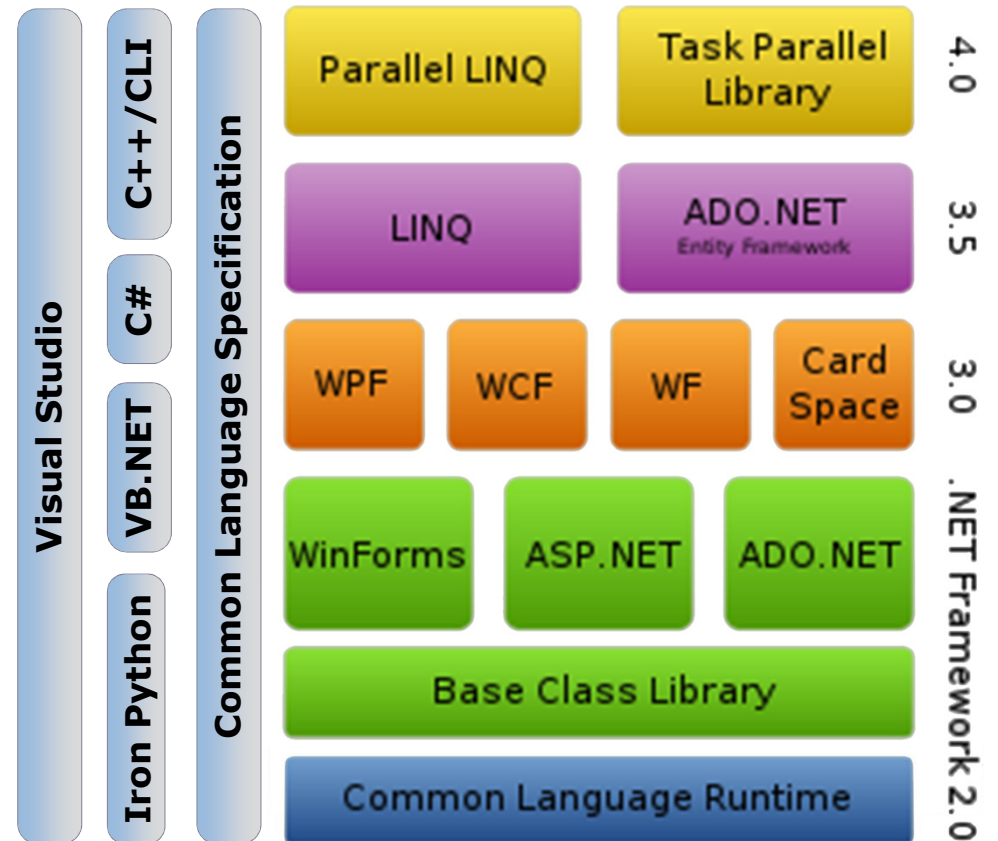 Visual Studio
C++/CLI
C#
VB.NET
Iron Python
Common Language Specification
Parallel LINQ
Task Parallel
Library
4.0
LINQ
ADO.NET
Entity Framework
3.5
WPF
WCF
WF
Card
Space
3.0
WinForms
ASP.NET
ADO.NET
Base Class Library
Common Language Runtime
.NET Framework 2.0